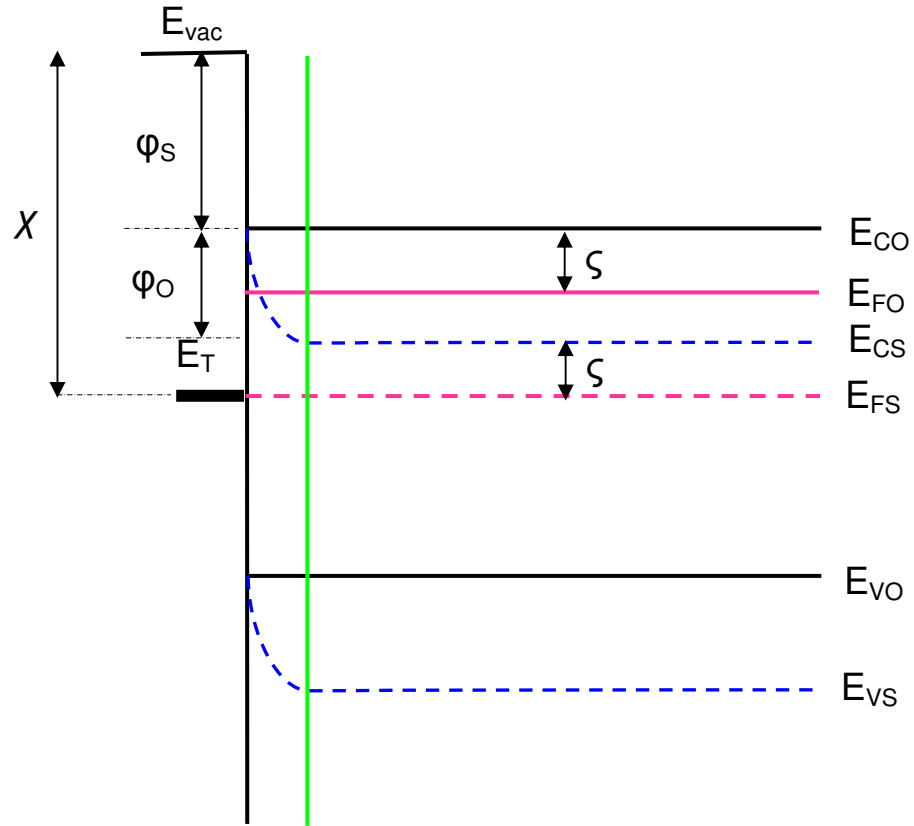 E_vac
φ_S
χ
E_CO
ς
φ_O
E_FO
E_CS
E_T
ς
E_FS
E_VO
E_VS